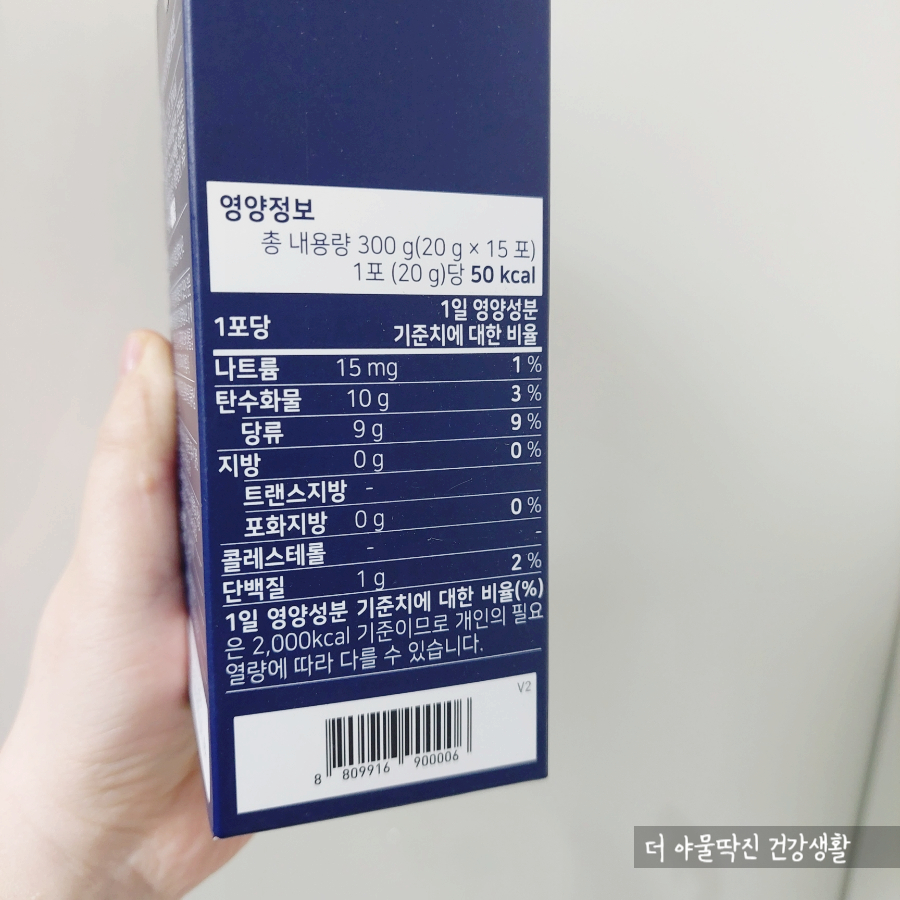 영양정보
총 내용량 300 g(20 g × 15 포)
1포 (20 g)당 50 kcal
1포당 1일 영양성분
기준치에 대한 비율
나트륨 15 mg 1 %
탄수화물 10 g 3 %
당류 9 g 9 %
지방 0 g 0 %
트랜스지방 -
포화지방 0 g 0 %
콜레스테롤 - -
단백질 1 g 2 %
1일 영양성분 기준치에 대한 비율(%)
은 2,000kcal 기준이므로 개인의 필요
열량에 따라 다를 수 있습니다.
V2
8 809916 900006
더 야물딱진 건강생활